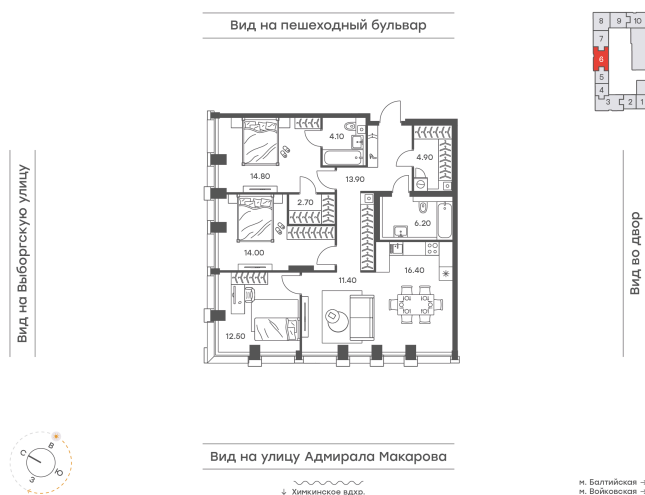 Вид на пешеходный бульвар
8 9 10
7
6
5
4
3 2 1
4.10
4.90
14.80
13.90
2.70
6.20
14.00
16.40
11.40
12.50
Вид на Выборгскую улицу
Вид во двор
Вид на улицу Адмирала Макарова
↓ Химкинское вдхр.
С В
З Ю
м. Балтийская →
м. Войковская →